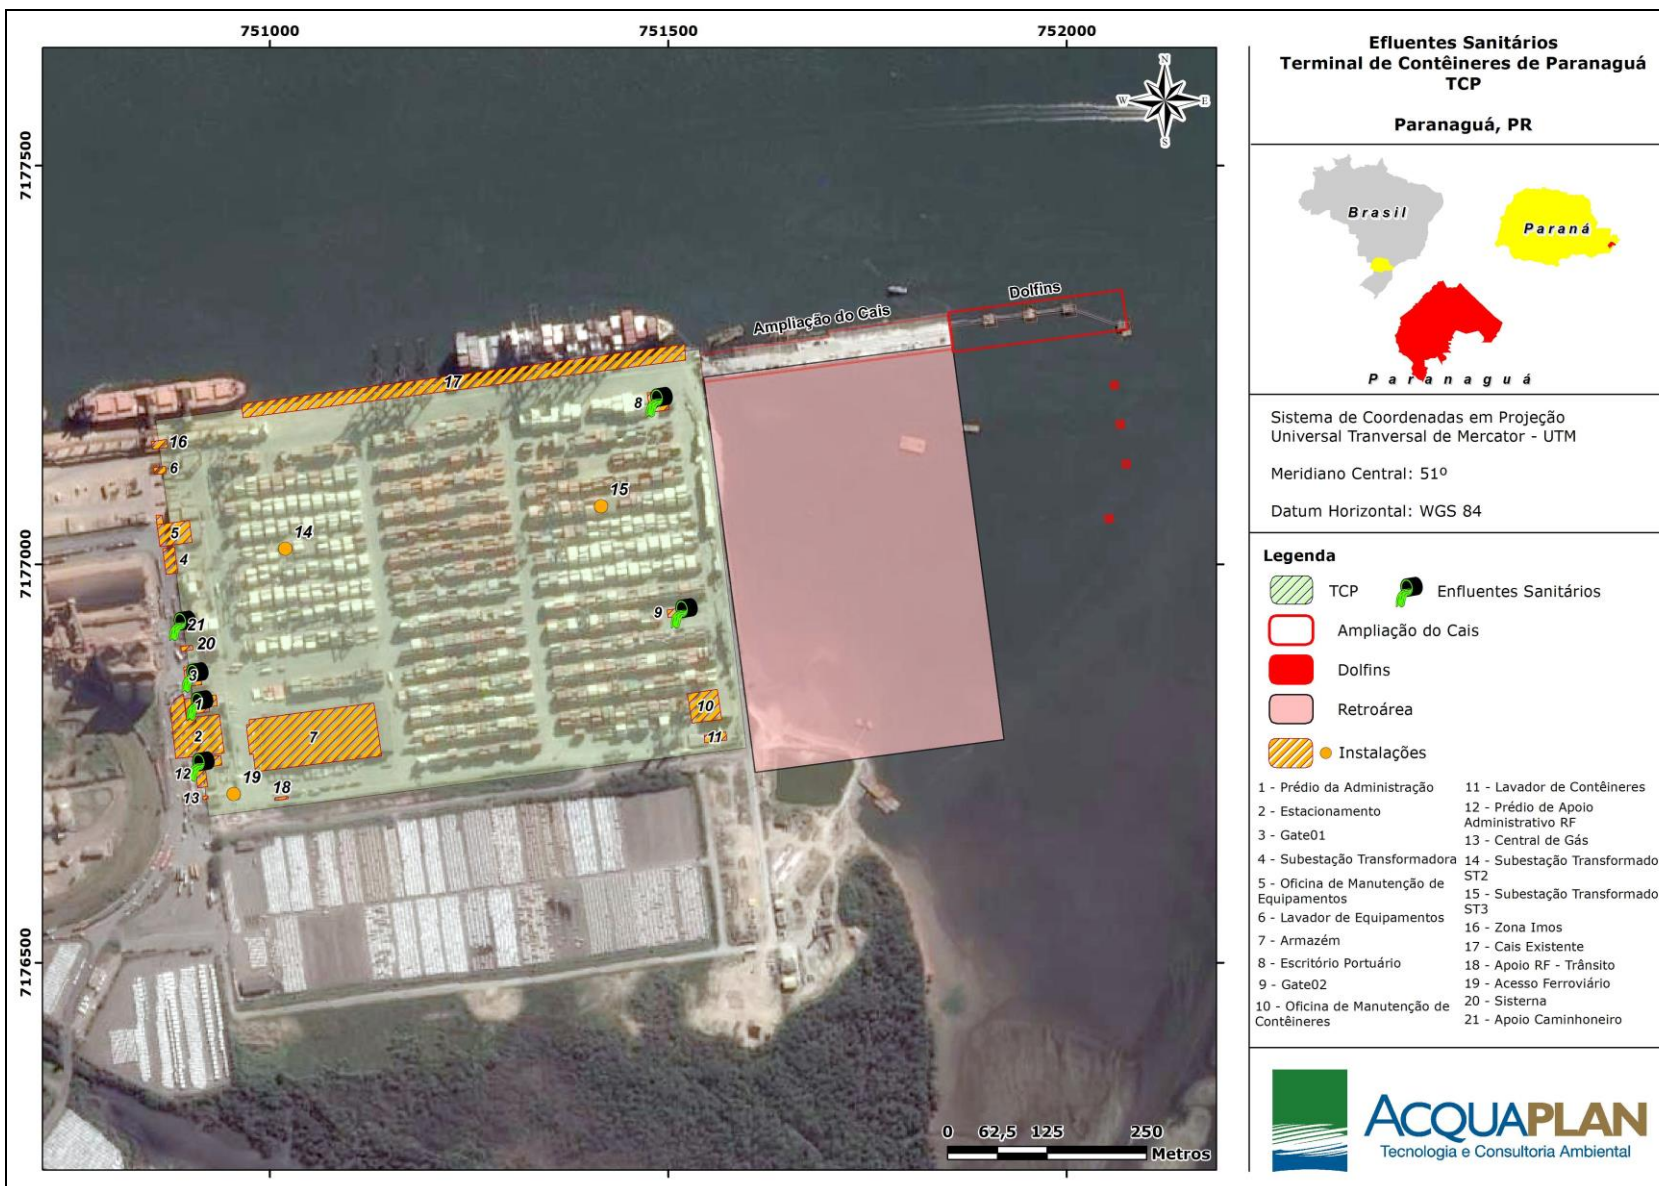 751000
751500
752000
7177500
7177000
7176500
N
W
E
S
Ampliação do Cais
Dolfins
17
8
16
6
15
5
14
4
9
21
20
3
1
10
2
7
11
12
19
18
13
0 62,5 125 250
Metros
Efluentes Sanitários
Terminal de Contêineres de Paranaguá
TCP
Paranaguá, PR
Brasil
Paraná
Paranaguá
Sistema de Coordenadas em Projeção
Universal Tranversal de Mercator - UTM
Meridiano Central: 51º
Datum Horizontal: WGS 84
Legenda
TCP
Enfluentes Sanitários
Ampliação do Cais
Dolfins
Retroárea
Instalações
1 - Prédio da Administração
2 - Estacionamento
3 - Gate01
4 - Subestação Transformadora
5 - Oficina de Manutenção de
Equipamentos
6 - Lavador de Equipamentos
7 - Armazém
8 - Escritório Portuário
9 - Gate02
10 - Oficina de Manutenção de
Contêineres
11 - Lavador de Contêineres
12 - Prédio de Apoio
Administrativo RF
13 - Central de Gás
14 - Subestação Transformado
ST2
15 - Subestação Transformado
ST3
16 - Zona Imos
17 - Cais Existente
18 - Apoio RF - Trânsito
19 - Acesso Ferroviário
20 - Sisterna
21 - Apoio Caminhoneiro
ACQUAPLAN
Tecnologia e Consultoria Ambiental